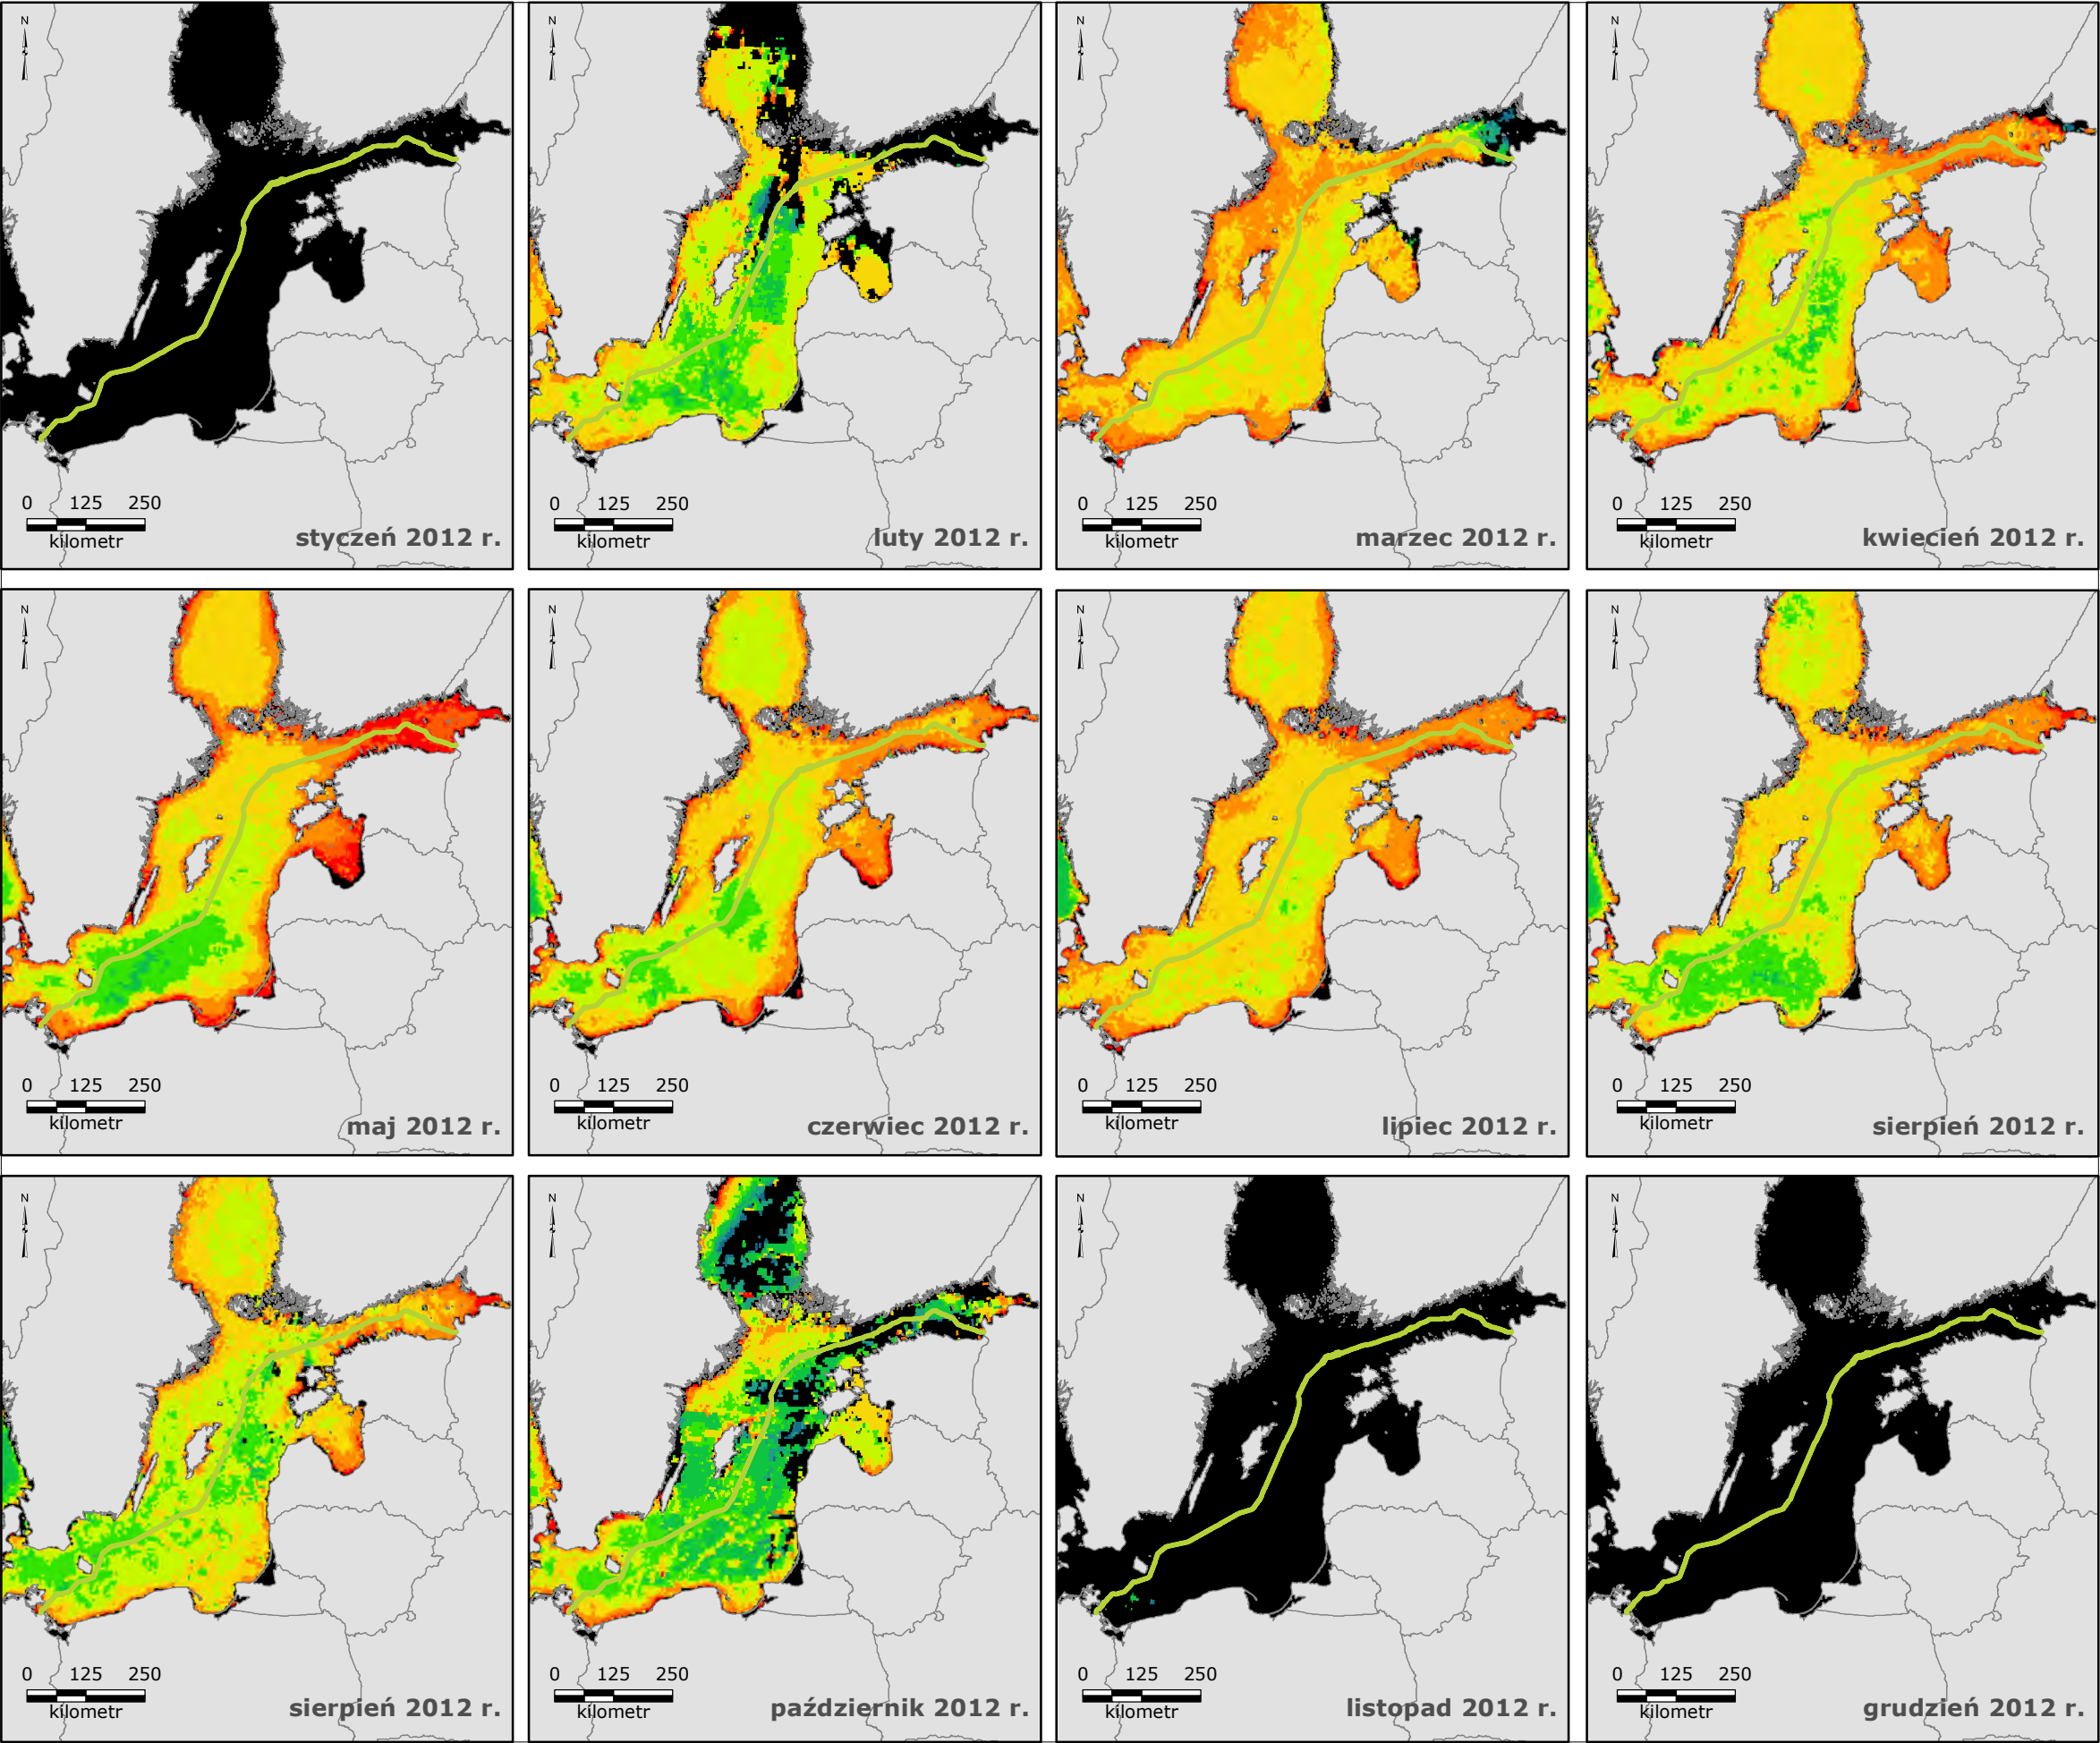 N
N
N
N
0 125 250
kilometr
styczeń 2012 r.
0 125 250
kilometr
luty 2012 r.
0 125 250
kilometr
marzec 2012 r.
0 125 250
kilometr
kwiecień 2012 r.
N
N
N
N
0 125 250
kilometr
maj 2012 r.
0 125 250
kilometr
czerwiec 2012 r.
0 125 250
kilometr
lipiec 2012 r.
0 125 250
kilometr
sierpień 2012 r.
N
N
N
N
0 125 250
kilometr
sierpień 2012 r.
0 125 250
kilometr
październik 2012 r.
0 125 250
kilometr
listopad 2012 r.
0 125 250
kilometr
grudzień 2012 r.